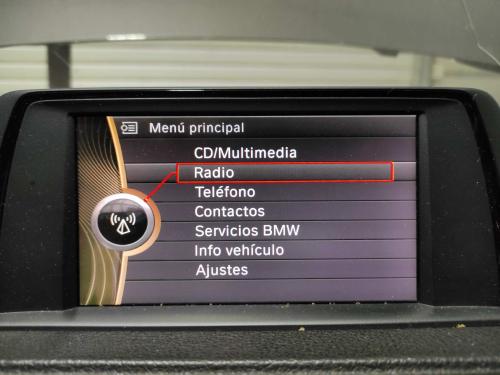 Menú principal
CD/Multimedia
Radio
Teléfono
Contactos
Servicios BMW
Info vehículo
Ajustes